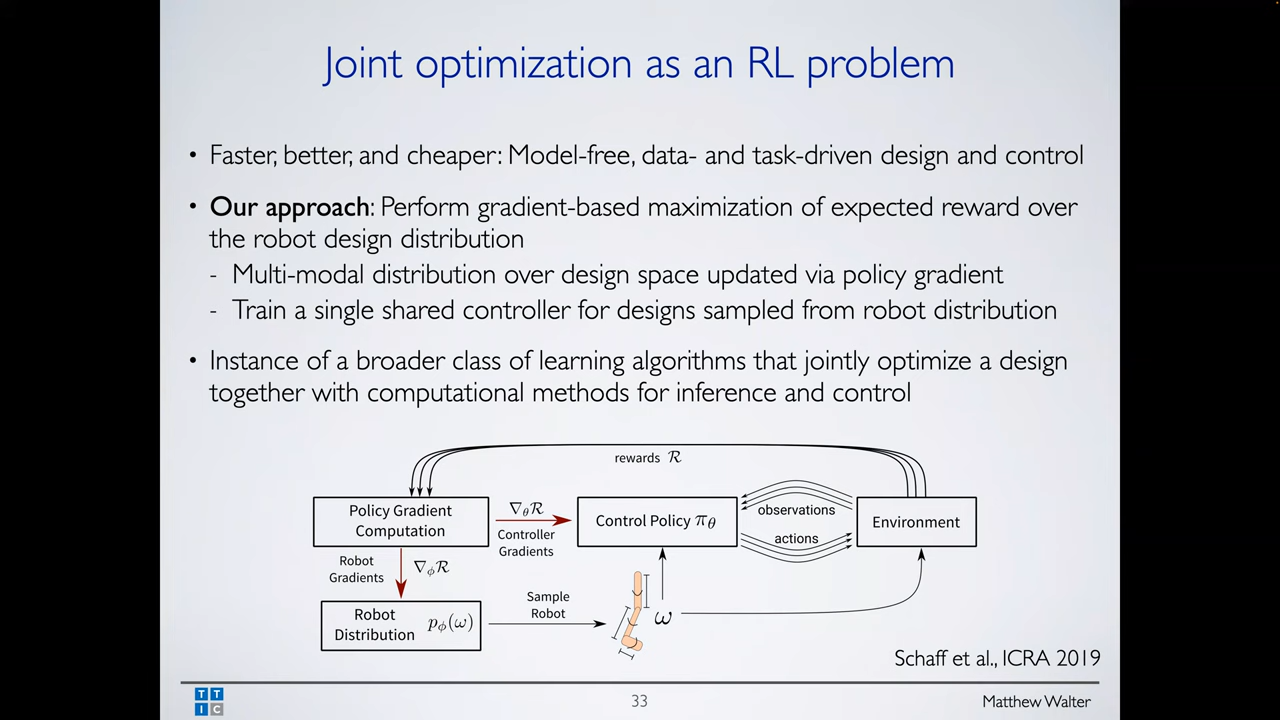 Joint optimization as an RL problem
• Faster, better, and cheaper: Model-free, data- and task-driven design and control
• Our approach: Perform gradient-based maximization of expected reward over
the robot design distribution
- Multi-modal distribution over design space updated via policy gradient
- Train a single shared controller for designs sampled from robot distribution
• Instance of a broader class of learning algorithms that jointly optimize a design
together with computational methods for inference and control
rewards ℛ
Policy Gradient
Computation
∇θℛ
Controller
Gradients
Control Policy πθ
observations
actions
Environment
Robot
Gradients
∇ϕℛ
Robot
Distribution pϕ(ω)
Sample
Robot
ω
Schaff et al., ICRA 2019
TTIC
33
Matthew Walter